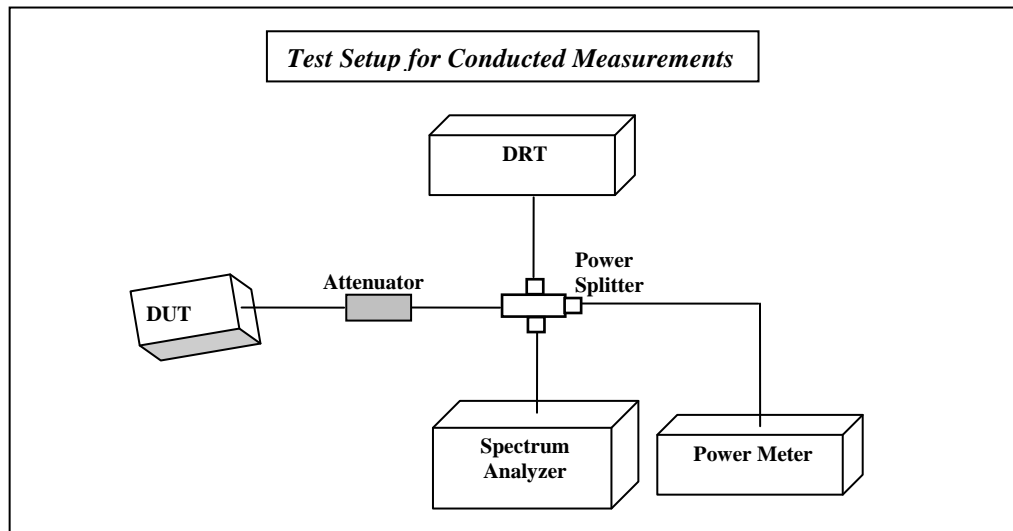 Test Setup for Conducted Measurements
DRT
Power
Splitter
Attenuator
DUT
Spectrum
Analyzer
Power Meter